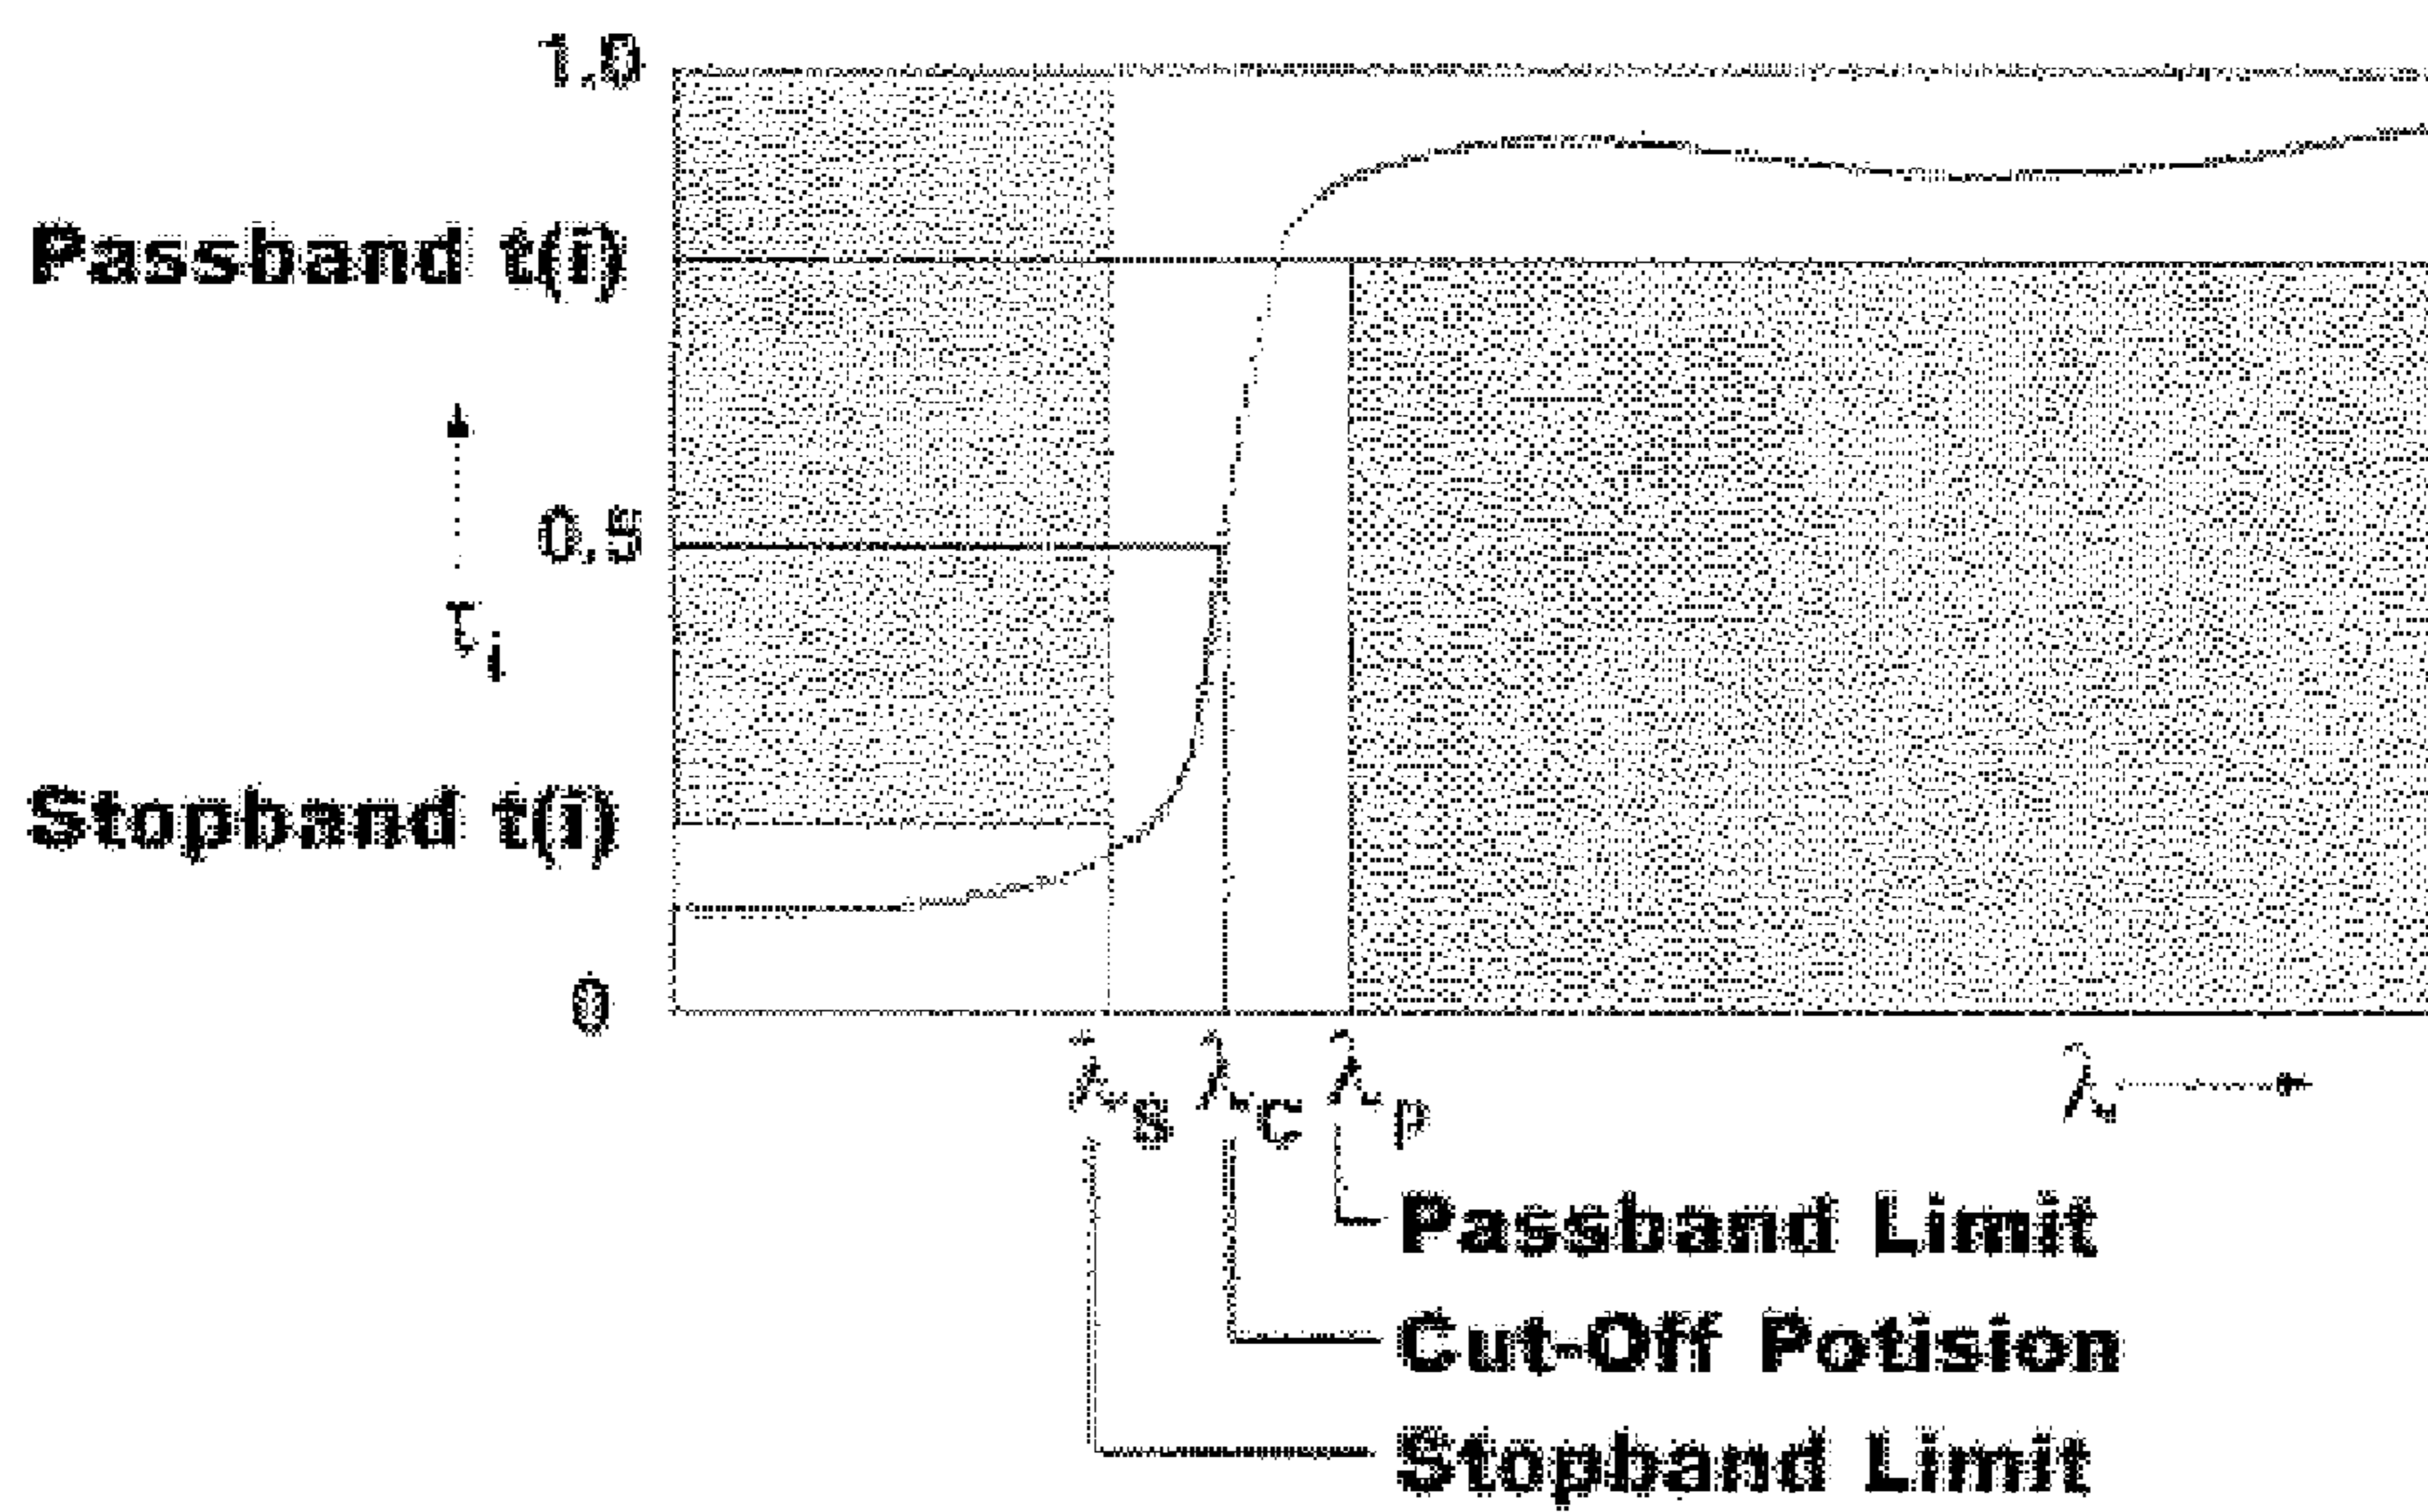 1,0
Passband t(i)
0.5
τi
Stopband t(i)
0
λS λC λP λ
Passband Limit
Cut-Off Potision
Stopband Limit